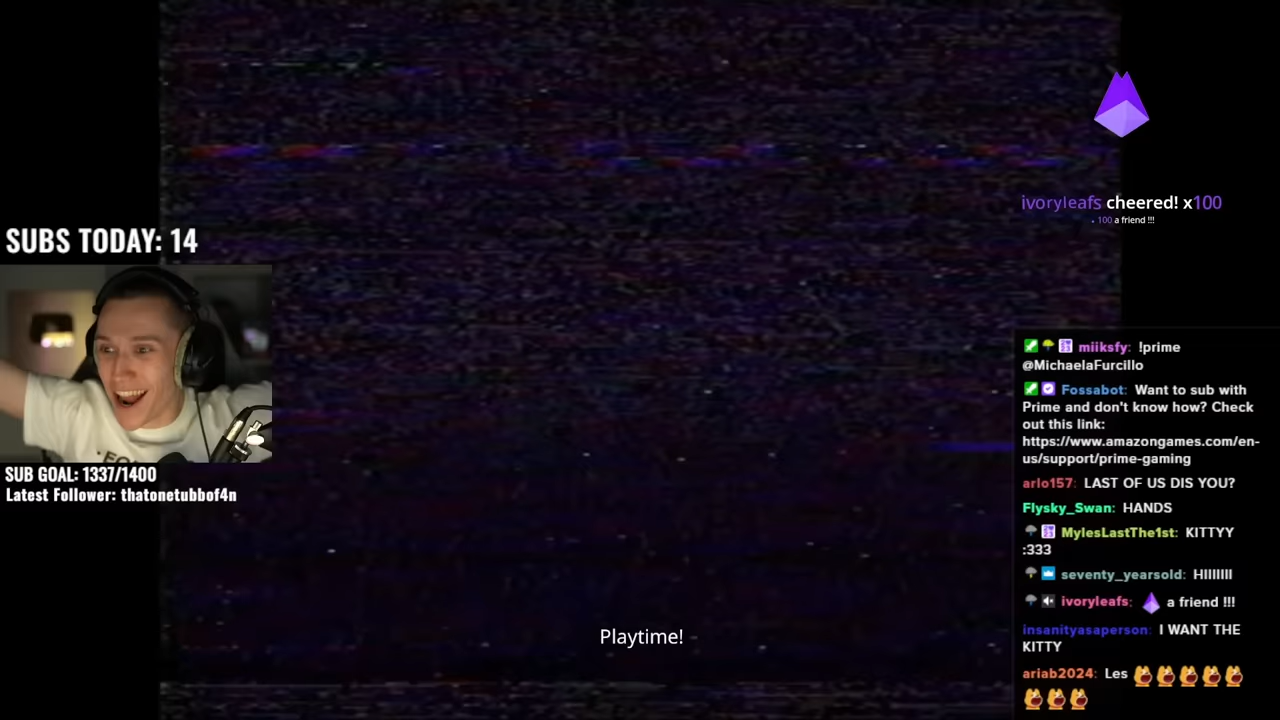 ivoryleafs cheered! x100
100 a friend !!!
SUBS TODAY: 14
SUB GOAL: 1337/1400
Latest Follower: thatonetubbof4n
Playtime!
miiksfy: !prime
@MichaelaFurcillo
Fossabot: Want to sub with
Prime and don't know how? Check
out this link:
https://www.amazongames.com/en-
us/support/prime-gaming
arlo157: LAST OF US DIS YOU?
Flysky_Swan: HANDS
MylesLastThe1st: KITTYY
:333
seventy_yearsold: HIIIIIII
ivoryleafs: a friend !!!
insanityasaperson: I WANT THE
KITTY
ariab2024: Les